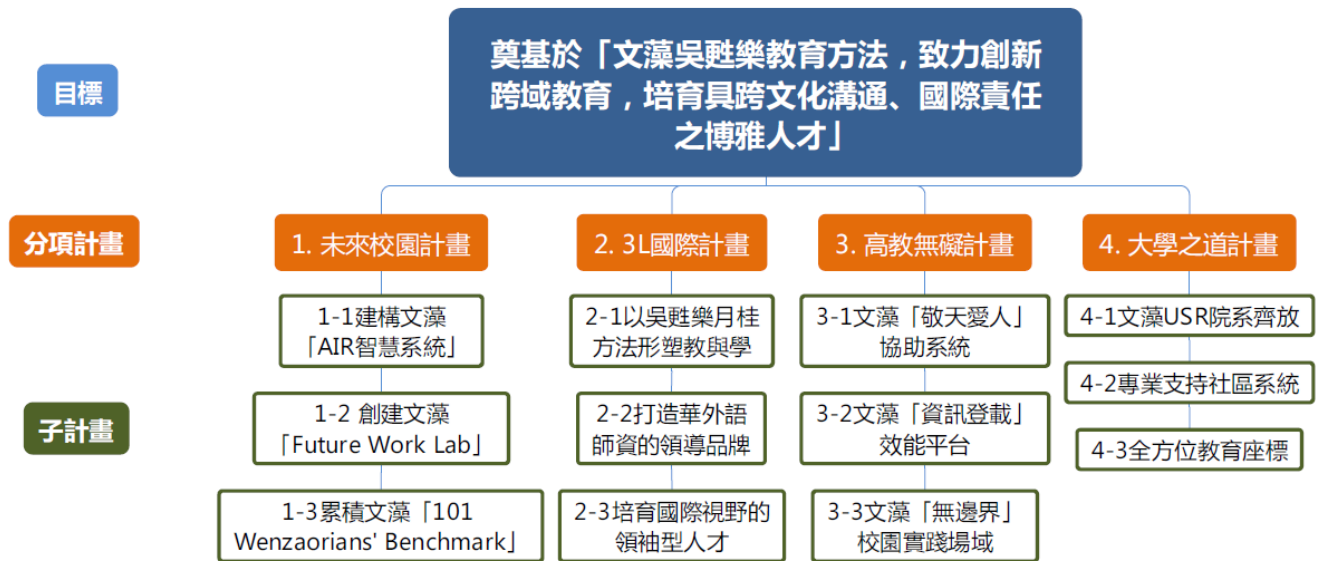 目標
奠基於「文藻吳甦樂教育方法，致力創新
跨域教育，培育具跨文化溝通、國際責任
之博雅人才」
分項計畫
1. 未來校園計畫
2. 3L國際計畫
3. 高教無礙計畫
4. 大學之道計畫
子計畫
1-1建構文藻
「AIR智慧系統」
1-2 創建文藻
「Future Work Lab」
1-3累積文藻「101
Wenzaorians' Benchmark」
2-1以吳甦樂月桂
方法形塑教與學
2-2打造華外語
師資的領導品牌
2-3培育國際視野的
領袖型人才
3-1文藻「敬天愛人」
協助系統
3-2文藻「資訊登載」
效能平台
3-3文藻「無邊界」
校園實踐場域
4-1文藻USR院系齊放
4-2專業支持社區系統
4-3全方位教育座標